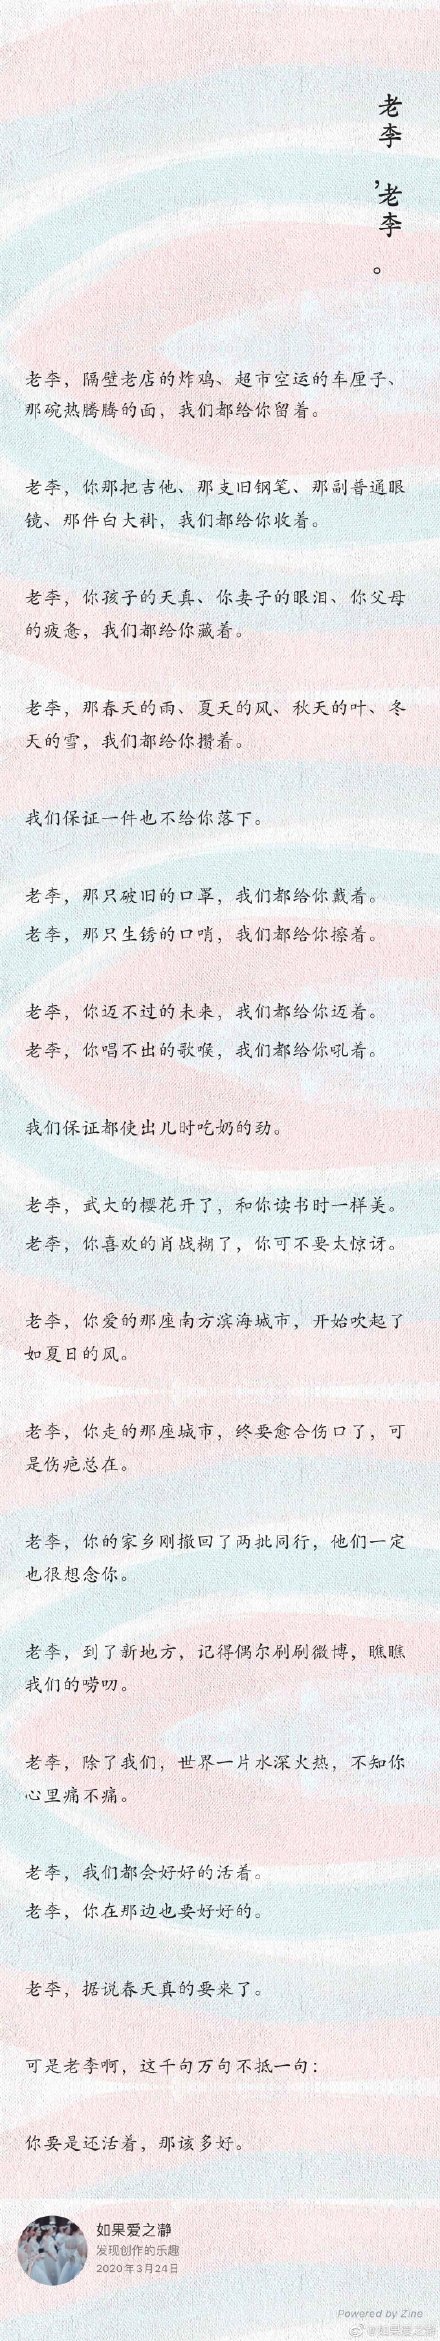 老李，老李。
老李，隔壁老店的炸鸡、超市空运的车厘子、
那碗热腾腾的面，我们都给你留着。
老李，你那把吉他、那支旧钢笔、那副普通眼
镜、那件白大褂，我们都给你收着。
老李，你孩子的天真、你妻子的眼泪、你父母
的疲惫，我们都给你藏着。
老李，那春天的雨、夏天的风、秋天的叶、冬
天的雪，我们都给你攒着。
我们保证一件也不给你落下。
老李，那只破旧的口罩，我们都给你戴着。
老李，那只生锈的口哨，我们都给你擦着。
老李，你迈不过的未来，我们都给你迈着。
老李，你唱不出的歌喉，我们都给你吼着。
我们保证都使出儿时吃奶的劲。
老李，武大的樱花开了，和你读书时一样美。
老李，你喜欢的肖战糊了，你可不要太惊讶。
老李，你爱的那座南方滨海城市，开始吹起了
如夏日的风。
老李，你走的那座城市，终要愈合伤口了，可
是伤疤总在。
老李，你的家乡刚撤回了两批同行，他们一定
也很想念你。
老李，到了新地方，记得偶尔刷刷微博，瞧瞧
我们的唠叨。
老李，除了我们，世界一片水深火热，不知你
心里痛不痛。
老李，我们都会好好的活着。
老李，你在那边也要好好的。
老李，据说春天真的要来了。
可是老李啊，这千句万句不抵一句：
你要是还活着，那该多好。
如果爱之瀞
发现创作的乐趣
2020年3月24日
Powered by Zine
@如果爱之瀞